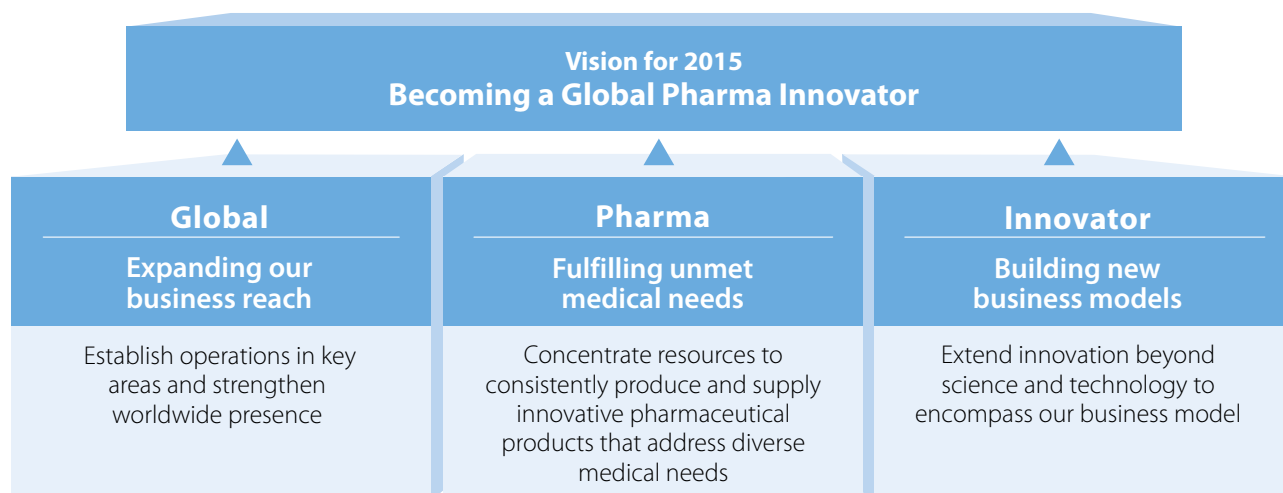 Vision for 2015
Becoming a Global Pharma Innovator
Global
Expanding our
business reach
Establish operations in key
areas and strengthen
worldwide presence
Pharma
Fulfilling unmet
medical needs
Concentrate resources to
consistently produce and supply
innovative pharmaceutical
products that address diverse
medical needs
Innovator
Building new
business models
Extend innovation beyond
science and technology to
encompass our business model